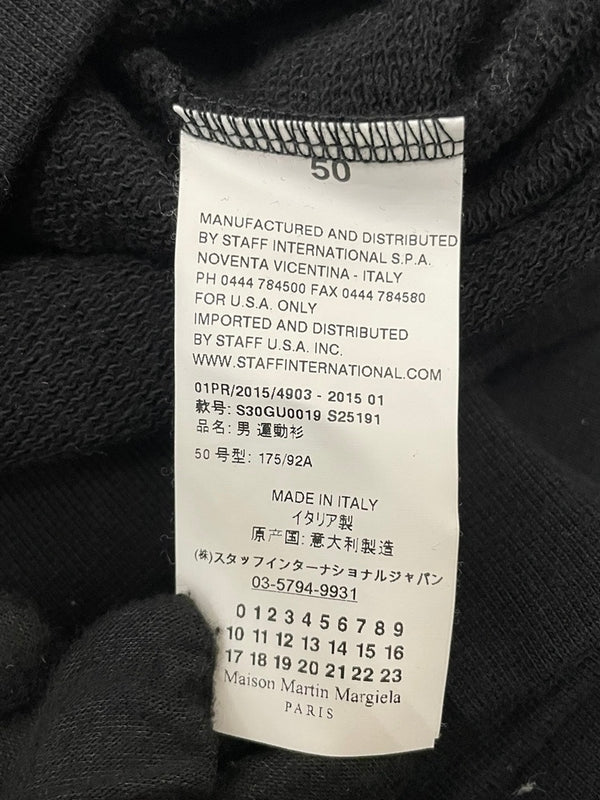 50
MANUFACTURED AND DISTRIBUTED
BY STAFF INTERNATIONAL S.P.A.
NOVENTA VICENTINA - ITALY
PH 0444 784500 FAX 0444 784580
FOR U.S.A. ONLY
IMPORTED AND DISTRIBUTED
BY STAFF U.S.A. INC.
WWW.STAFFINTERNATIONAL.COM
01PR/2015/4903 - 2015 01
款号: S30GU0019 S25191
品名: 男 運動衫
50 号型: 175/92A
MADE IN ITALY
イタリア製
原产国: 意大利製造
(株)スタッフインターナショナルジャパン
03-5794-9931
0 1 2 3 4 5 6 7 8 9
10 11 12 13 14 15 16
17 18 19 20 21 22 23
Maison Martin Margiela
PARIS